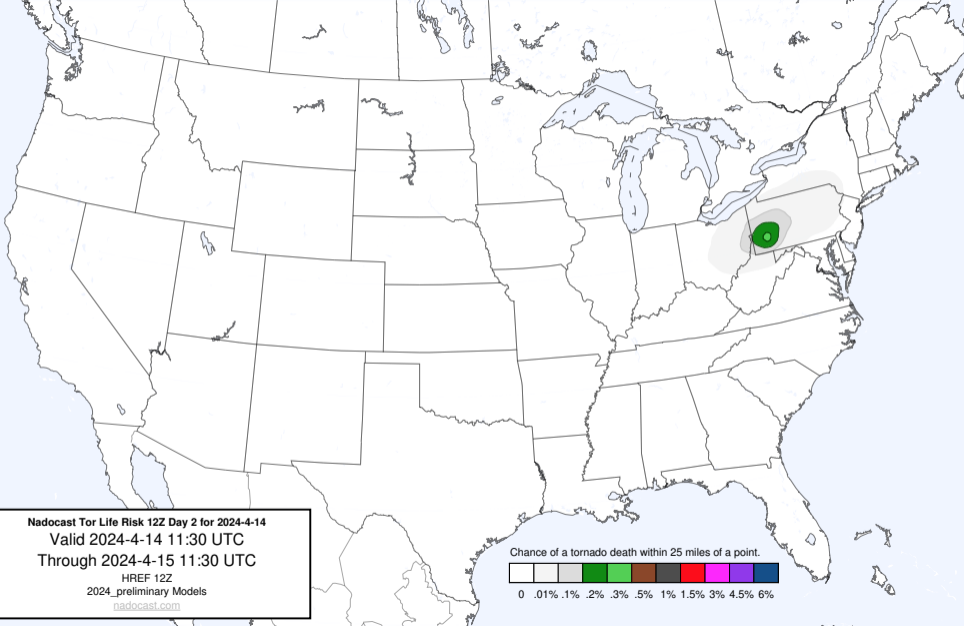 Nadocast Tor Life Risk 12Z Day 2 for 2024-4-14
Valid 2024-4-14 11:30 UTC
Through 2024-4-15 11:30 UTC
HREF 12Z
2024_preliminary Models
nadocast.com
Chance of a tornado death within 25 miles of a point.
0 .01% .1% .2% .3% .5% 1% 1.5% 3% 4.5% 6%